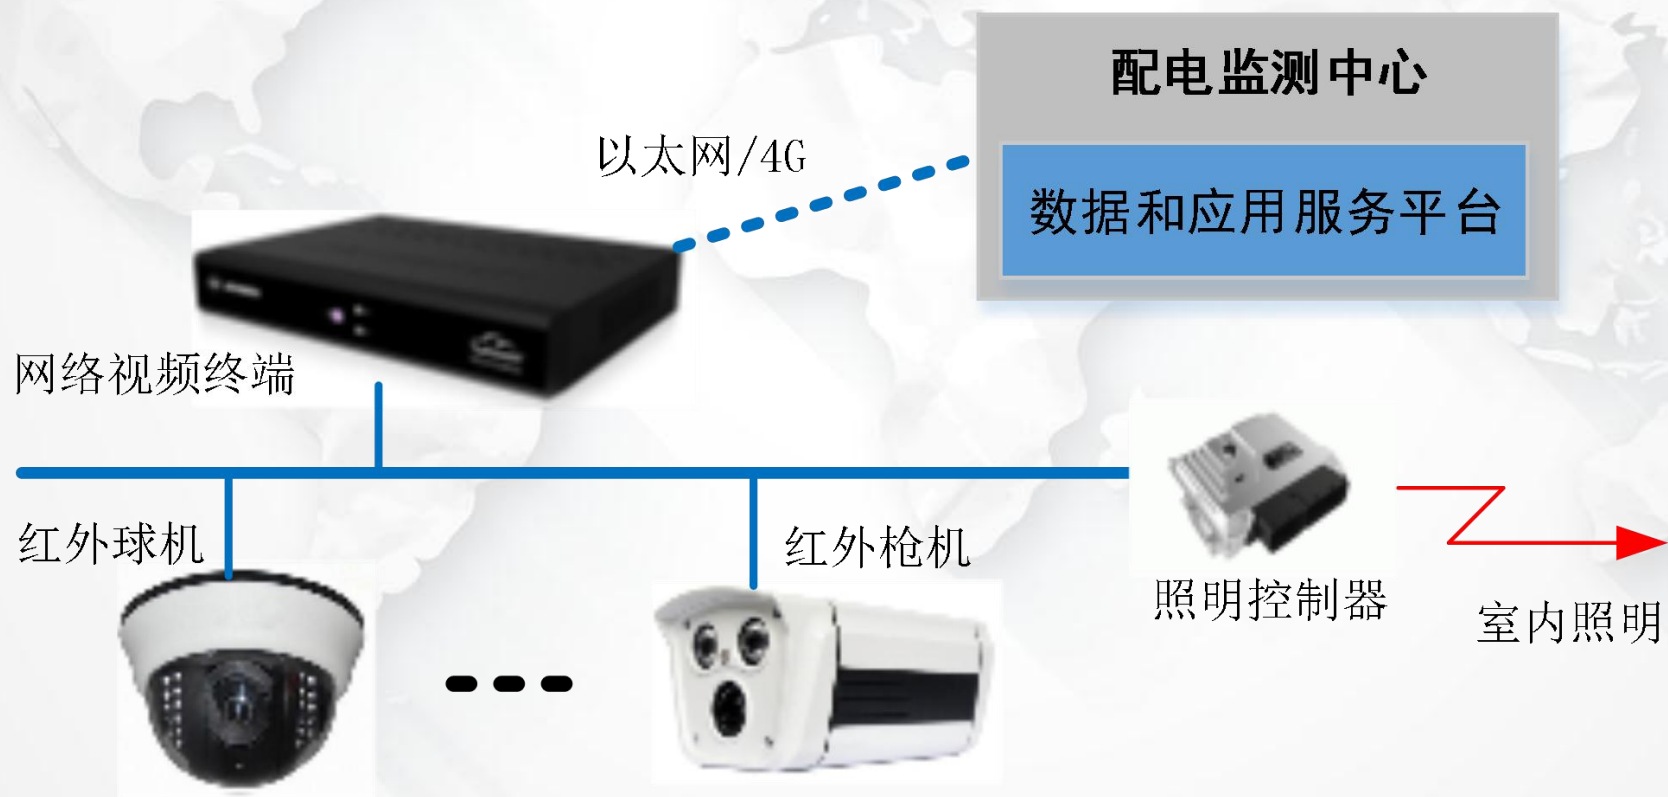 配电监测中心
以太网/4G
数据和应用服务平台
网络视频终端
红外球机
红外枪机
照明控制器
室内照明